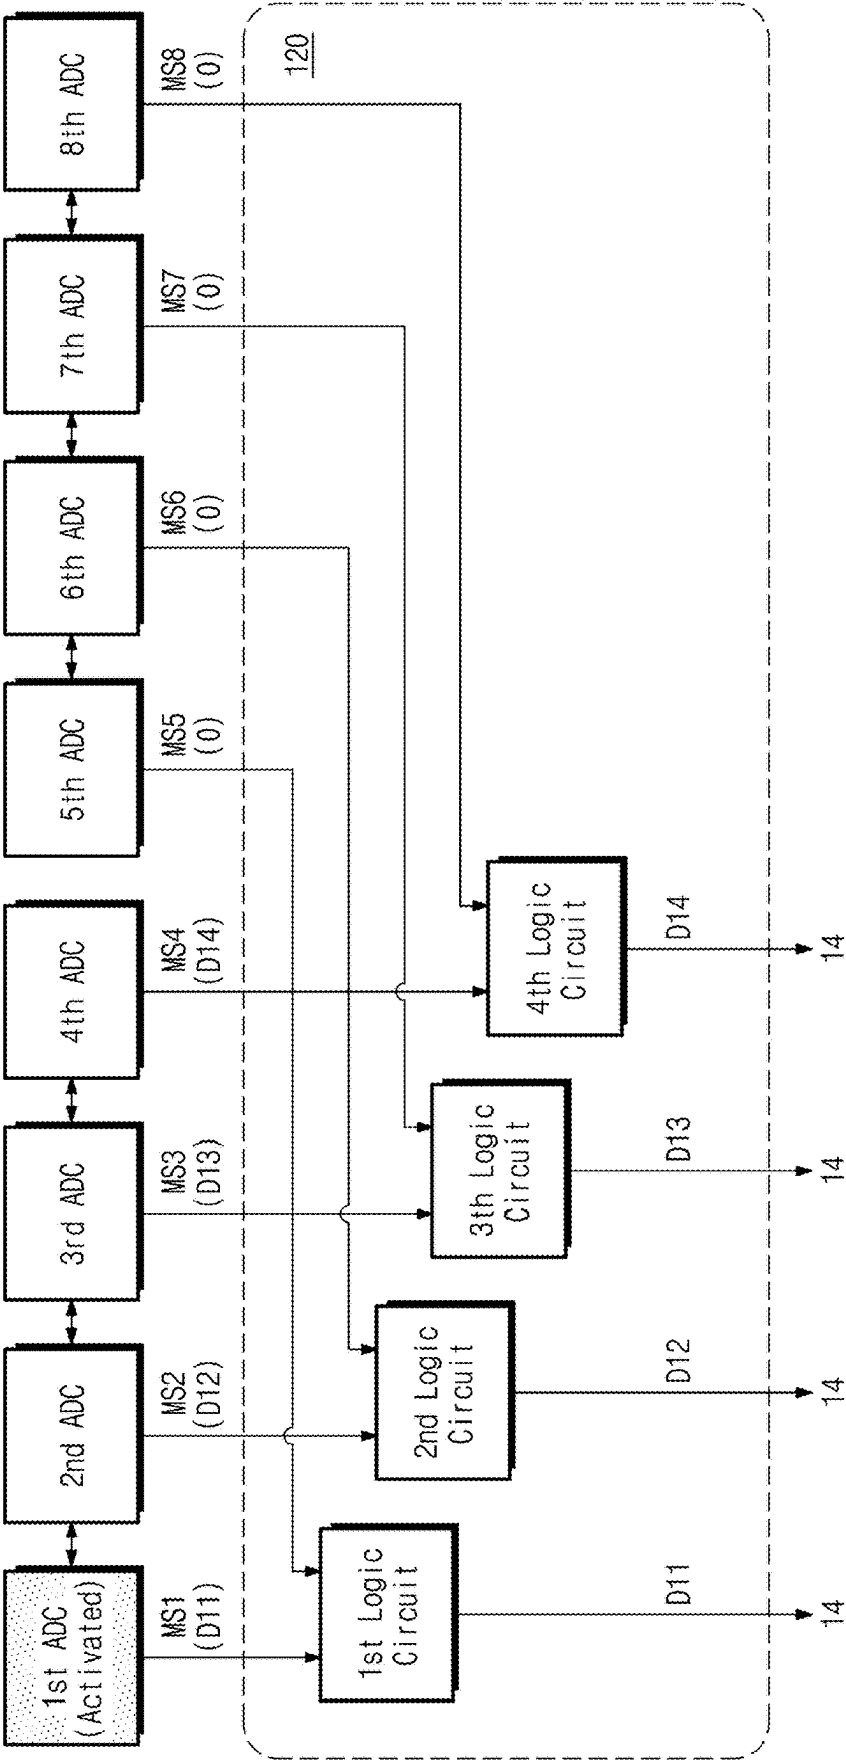 1st ADC
(Activated)
2nd ADC
3rd ADC
4th ADC
5th ADC
6th ADC
7th ADC
8th ADC
MS1
(D11)
MS2
(D12)
MS3
(D13)
MS4
(D14)
MS5
(0)
MS6
(0)
MS7
(0)
MS8
(0)
120
1st Logic
Circuit
2nd Logic
Circuit
3th Logic
Circuit
4th Logic
Circuit
D11
D12
D13
D14
14
14
14
14